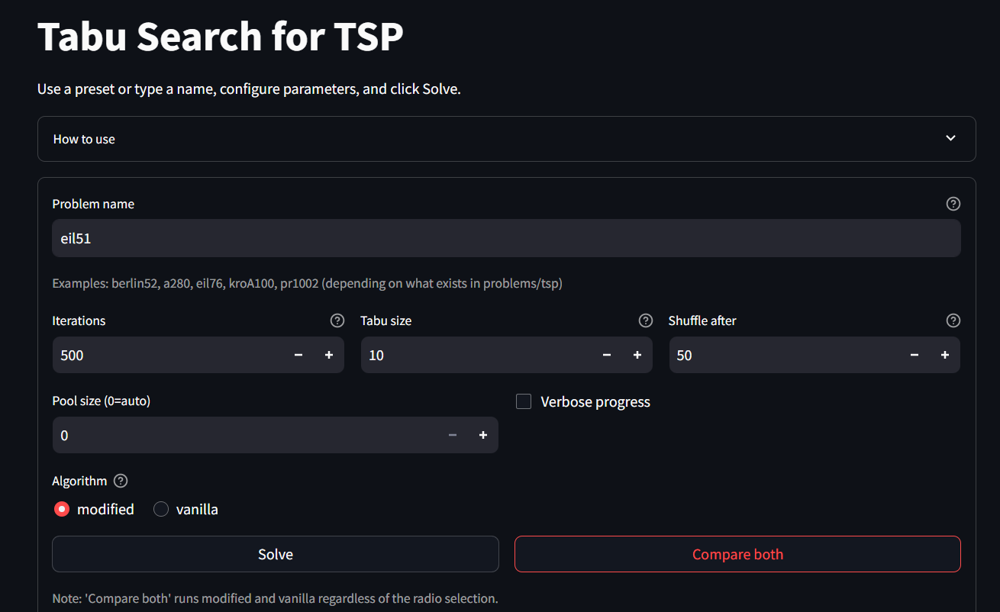 Tabu Search for TSP
Use a preset or type a name, configure parameters, and click Solve.
How to use
Problem name
eil51
Examples: berlin52, a280, eil76, kroA100, pr1002 (depending on what exists in problems/tsp)
Iterations
Tabu size
Shuffle after
500
10
50
Pool size (0=auto)
Verbose progress
0
Algorithm
modified
vanilla
Solve
Compare both
Note: 'Compare both' runs modified and vanilla regardless of the radio selection.